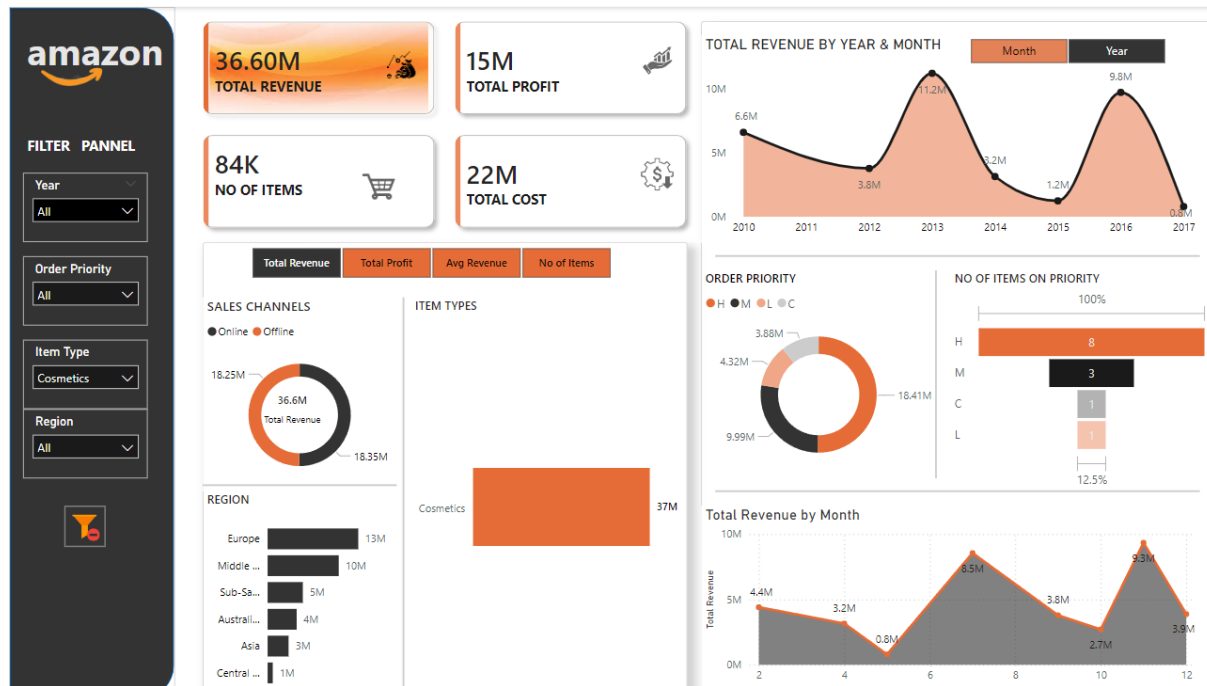 amazon
FILTER PANNEL
Year
All
Order Priority
All
Item Type
Cosmetics
Region
All
36.60M
TOTAL REVENUE
15M
TOTAL PROFIT
84K
NO OF ITEMS
22M
TOTAL COST
Total Revenue Total Profit Avg Revenue No of Items
SALES CHANNELS
Online Offline
18.25M
36.6M
Total Revenue
18.35M
REGION
Europe 13M
Middle ... 10M
Sub-Sa... 5M
Australi... 4M
Asia 3M
Central ... 1M
ITEM TYPES
Cosmetics 37M
TOTAL REVENUE BY YEAR & MONTH
Month Year
10M
5M
0M
6.6M
3.8M
11.2M
3.2M
1.2M
9.8M
0.8M
2010 2011 2012 2013 2014 2015 2016 2017
ORDER PRIORITY
H M L C
3.88M
4.32M
18.41M
9.99M
NO OF ITEMS ON PRIORITY
100%
H 8
M 3
C 1
L 1
12.5%
Total Revenue by Month
Total Revenue
10M
5M
0M
4.4M
3.2M
0.8M
8.5M
3.8M
2.7M
9.3M
3.9M
2 4 6 8 10 12